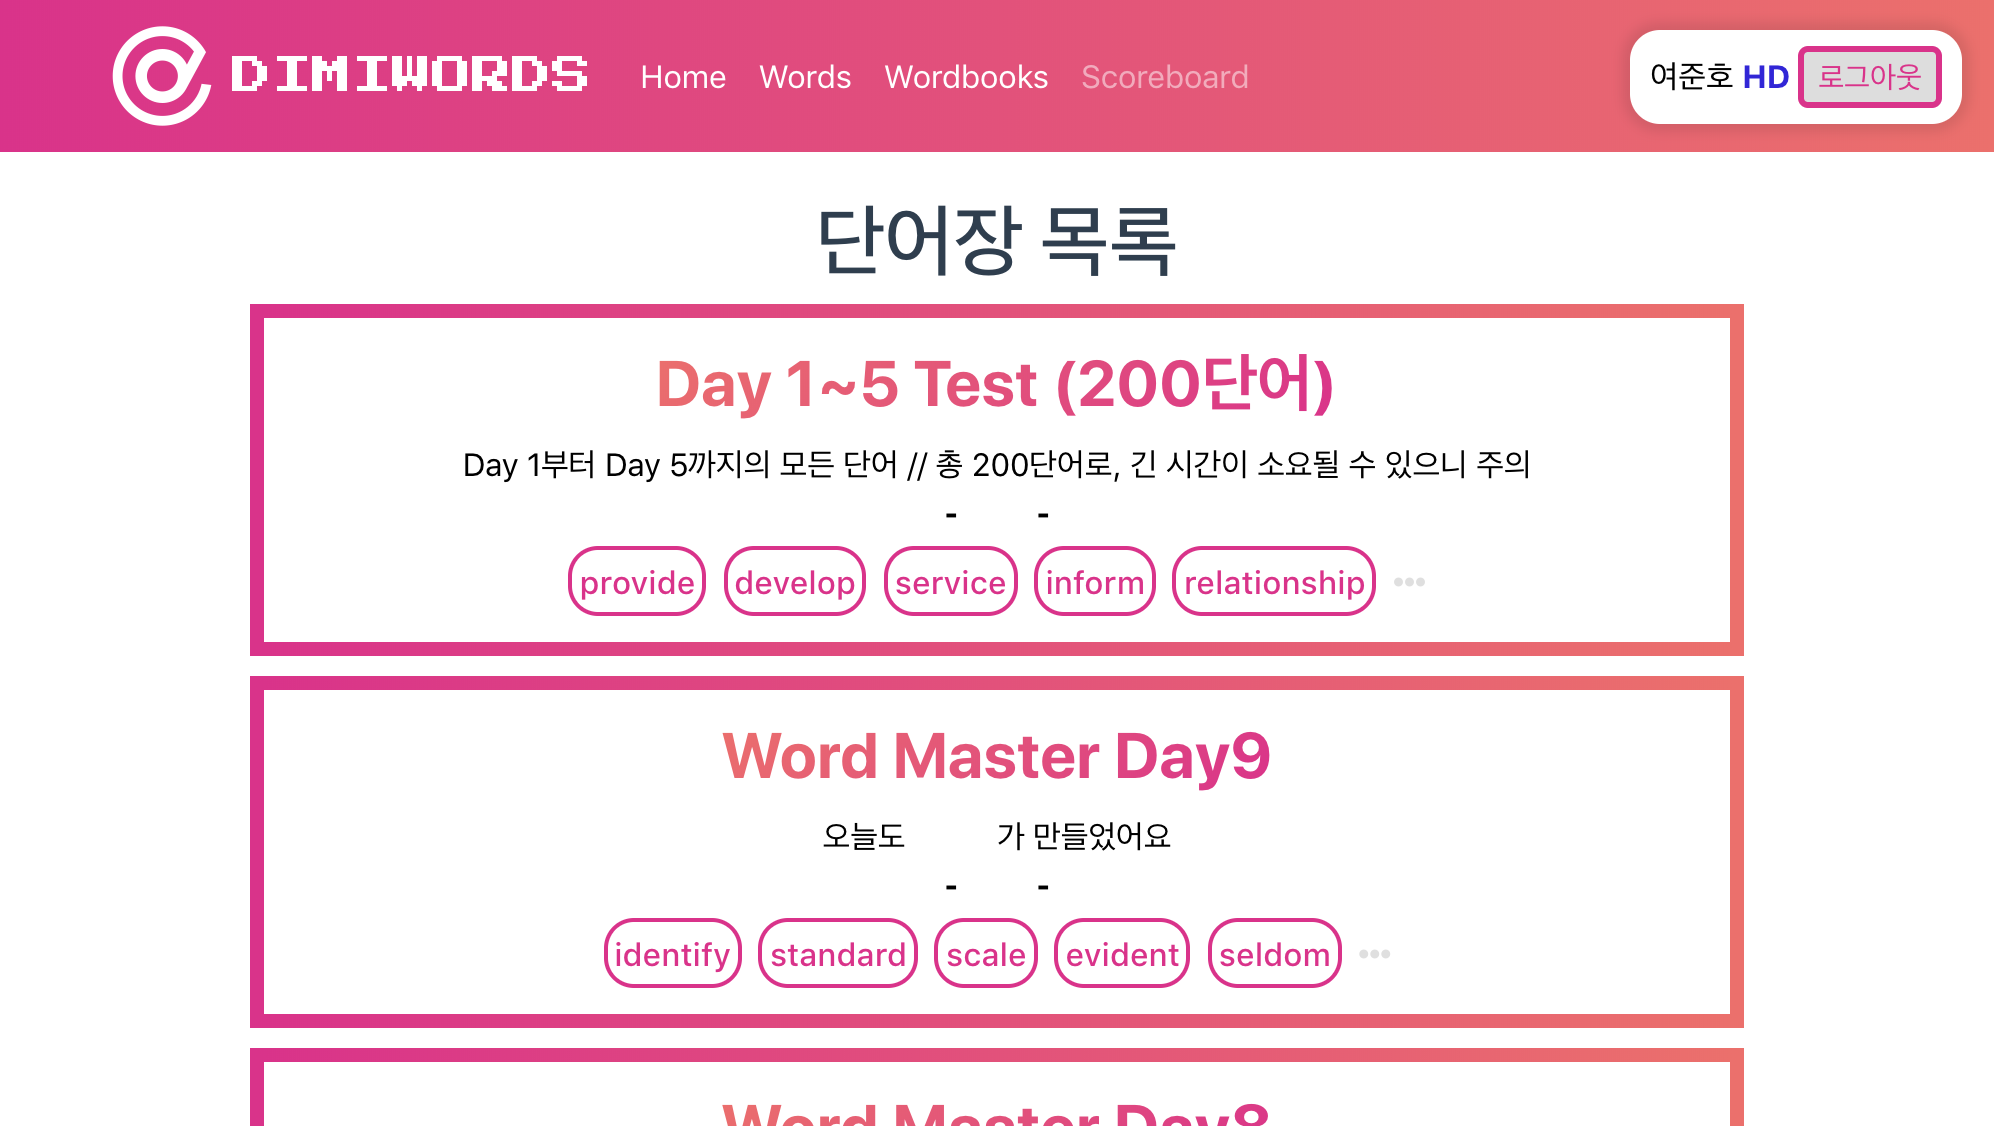 DIMIWORDS Home Words Wordbooks Scoreboard 여준호 HD 로그아웃
단어장 목록
Day 1~5 Test (200단어)
Day 1부터 Day 5까지의 모든 단어 // 총 200단어로, 긴 시간이 소요될 수 있으니 주의
- -
provide develop service inform relationship •••
Word Master Day9
오늘도 가 만들었어요
- -
identify standard scale evident seldom •••
Word Master Day8